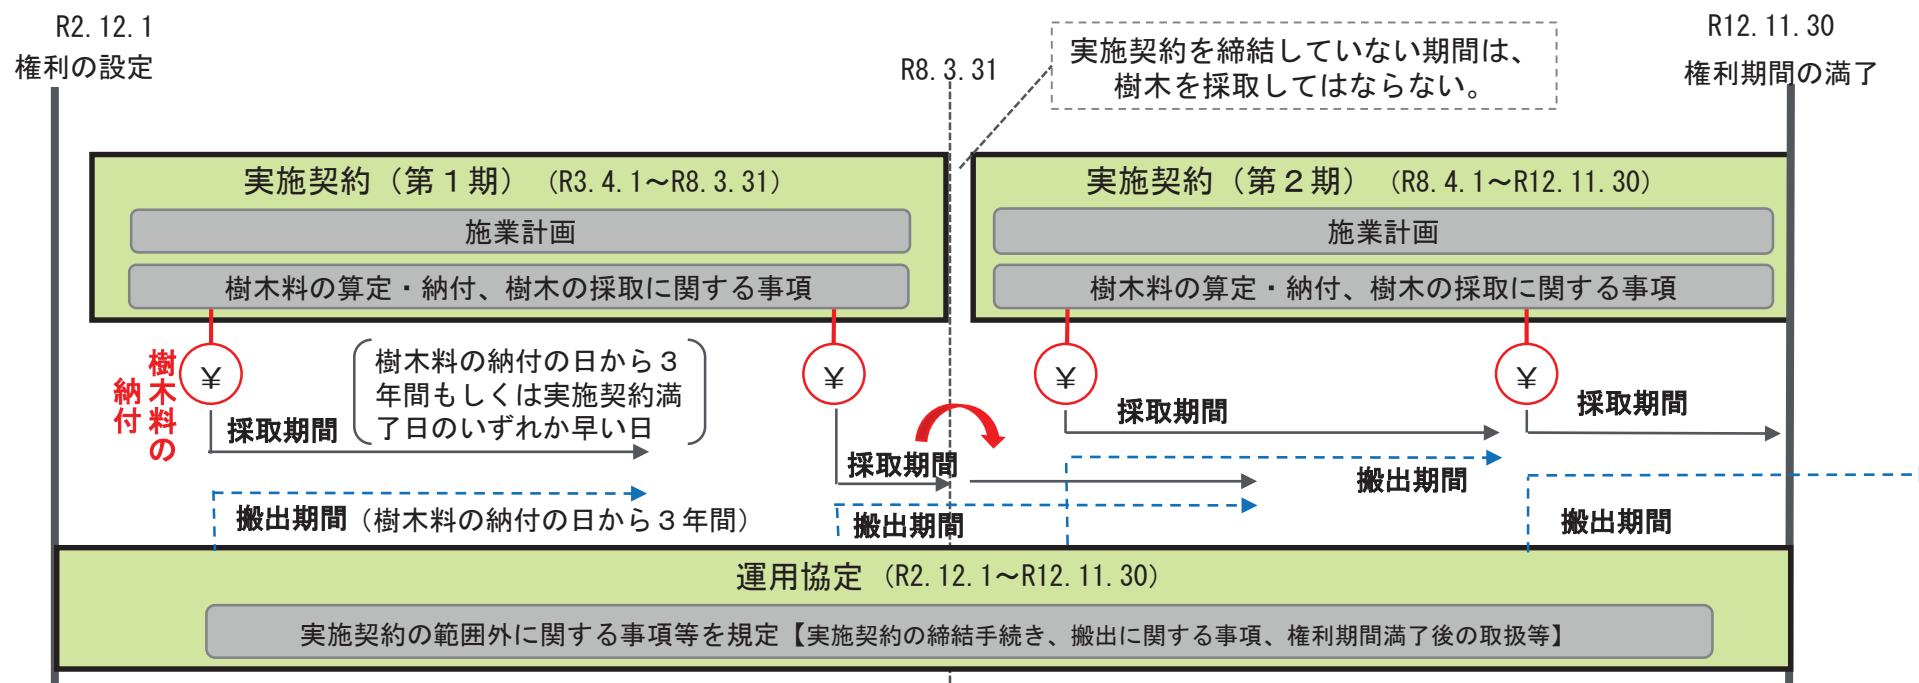 R2.12.1
権利の設定
R8.3.31
実施契約を締結していない期間は、
樹木を採取してはならない。
R12.11.30
権利期間の満了
実施契約（第１期）（R3.4.1～R8.3.31）
施業計画
樹木料の算定・納付、樹木の採取に関する事項
実施契約（第２期）（R8.4.1～R12.11.30）
施業計画
樹木料の算定・納付、樹木の採取に関する事項
樹木料の
納付
¥
樹木料の納付の日から３
年間もしくは実施契約満
了日のいずれか早い日
採取期間
¥
採取期間
¥
採取期間
¥
採取期間
搬出期間（樹木料の納付の日から３年間）
搬出期間
搬出期間
搬出期間
運用協定（R2.12.1～R12.11.30）
実施契約の範囲外に関する事項等を規定【実施契約の締結手続き、搬出に関する事項、権利期間満了後の取扱等】